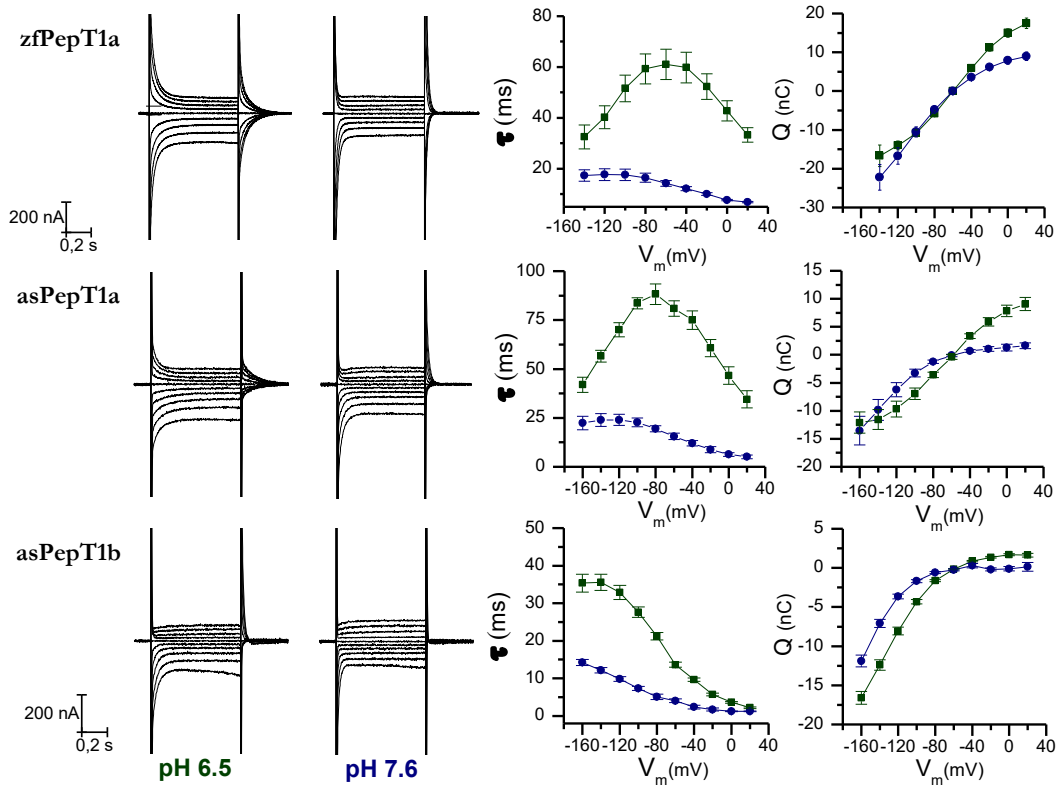 zfPepT1a
200 nA
0,2 s
80
60
40
20
τ (ms)
-160 -120 -80 -40 0 40
Vm(mV)
20
10
0
-10
-20
-30
Q (nC)
-160 -120 -80 -40 0 40
Vm(mV)
asPepT1a
100
75
50
25
0
τ (ms)
-160 -120 -80 -40 0 40
Vm(mV)
15
10
5
0
-5
-10
-15
-20
Q (nC)
-160 -120 -80 -40 0 40
Vm(mV)
asPepT1b
200 nA
0,2 s
50
40
30
20
10
0
τ (ms)
-160 -120 -80 -40 0 40
Vm(mV)
5
0
-5
-10
-15
-20
Q (nC)
-160 -120 -80 -40 0 40
Vm(mV)
pH 6.5 pH 7.6